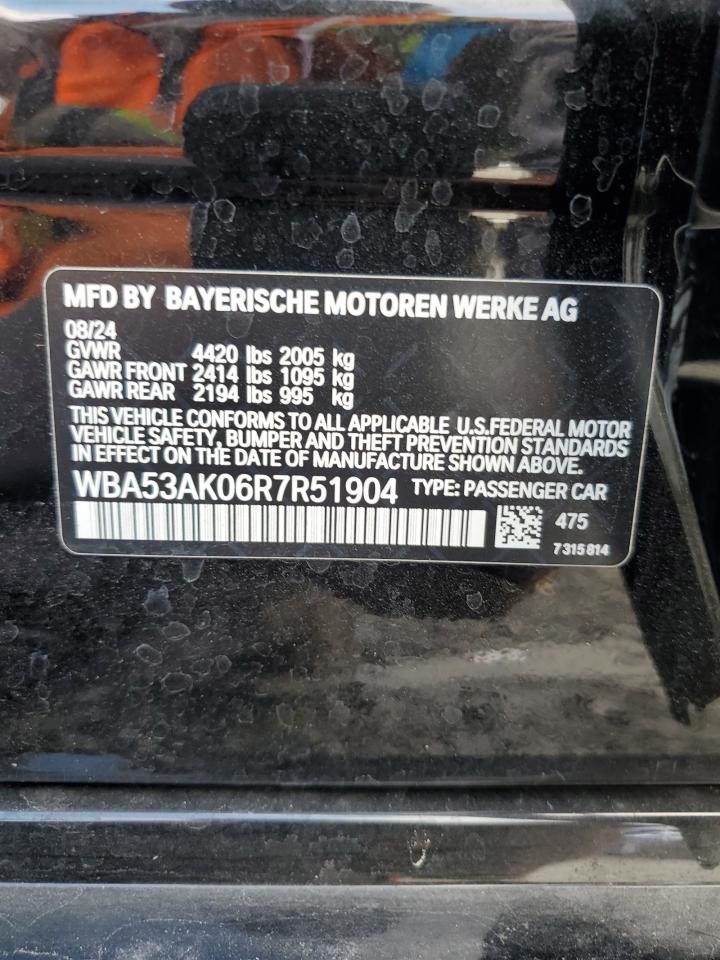 MFD BY BAYERISCHE MOTOREN WERKE AG
08/24
GVWR 4420 lbs 2005 kg
GAWR FRONT 2414 lbs 1095 kg
GAWR REAR 2194 lbs 995 kg
THIS VEHICLE CONFORMS TO ALL APPLICABLE U.S.FEDERAL MOTOR
VEHICLE SAFETY, BUMPER AND THEFT PREVENTION STANDARDS
IN EFFECT ON THE DATE OF MANUFACTURE SHOWN ABOVE.
WBA53AK06R7R51904 TYPE: PASSENGER CAR
475
7315814